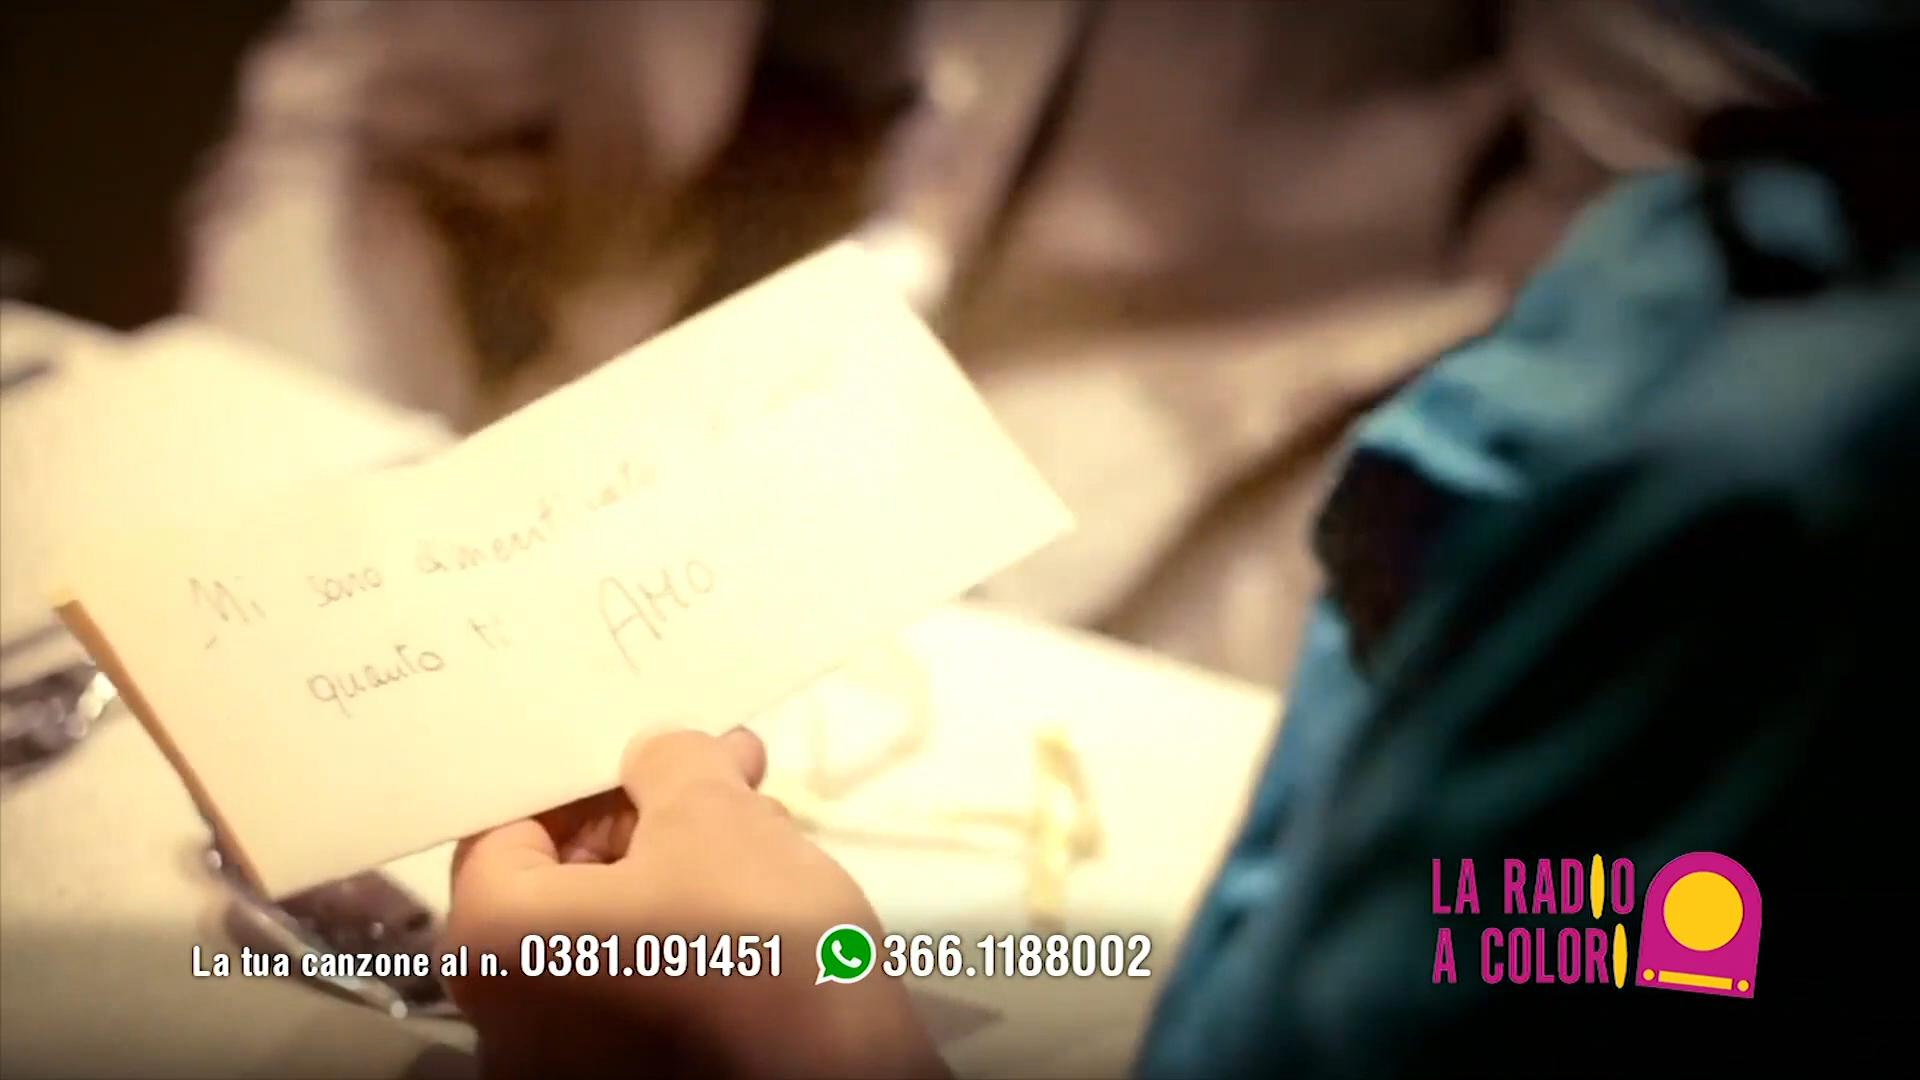 Mi sono dimenticato
quanto ti AMO
La tua canzone al n. 0381.091451 366.1188002
LA RADIO
A COLORI